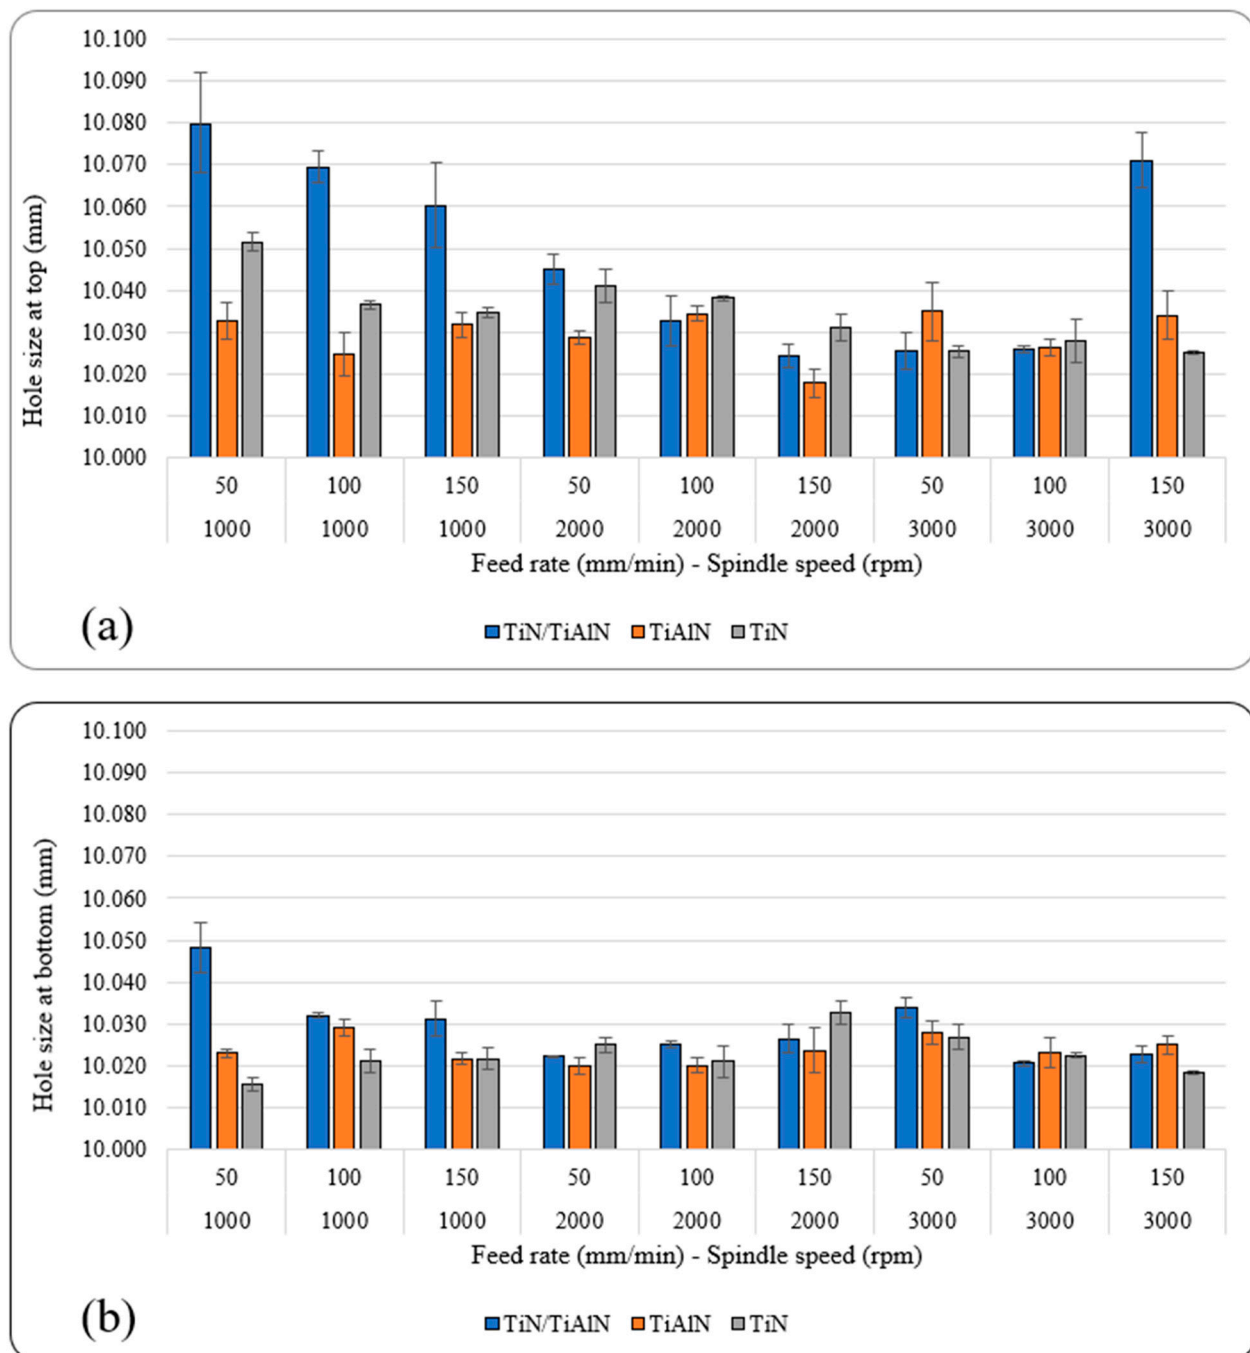 10.100
10.090
10.080
10.070
10.060
10.050
10.040
10.030
10.020
10.010
10.000
Hole size at top (mm)
50 100 150 50 100 150 50 100 150
1000 1000 1000 2000 2000 2000 3000 3000 3000
Feed rate (mm/min) - Spindle speed (rpm)
(a)
TiN/TiAlN TiAlN TiN
10.100
10.090
10.080
10.070
10.060
10.050
10.040
10.030
10.020
10.010
10.000
Hole size at bottom (mm)
50 100 150 50 100 150 50 100 150
1000 1000 1000 2000 2000 2000 3000 3000 3000
Feed rate (mm/min) - Spindle speed (rpm)
(b)
TiN/TiAlN TiAlN TiN